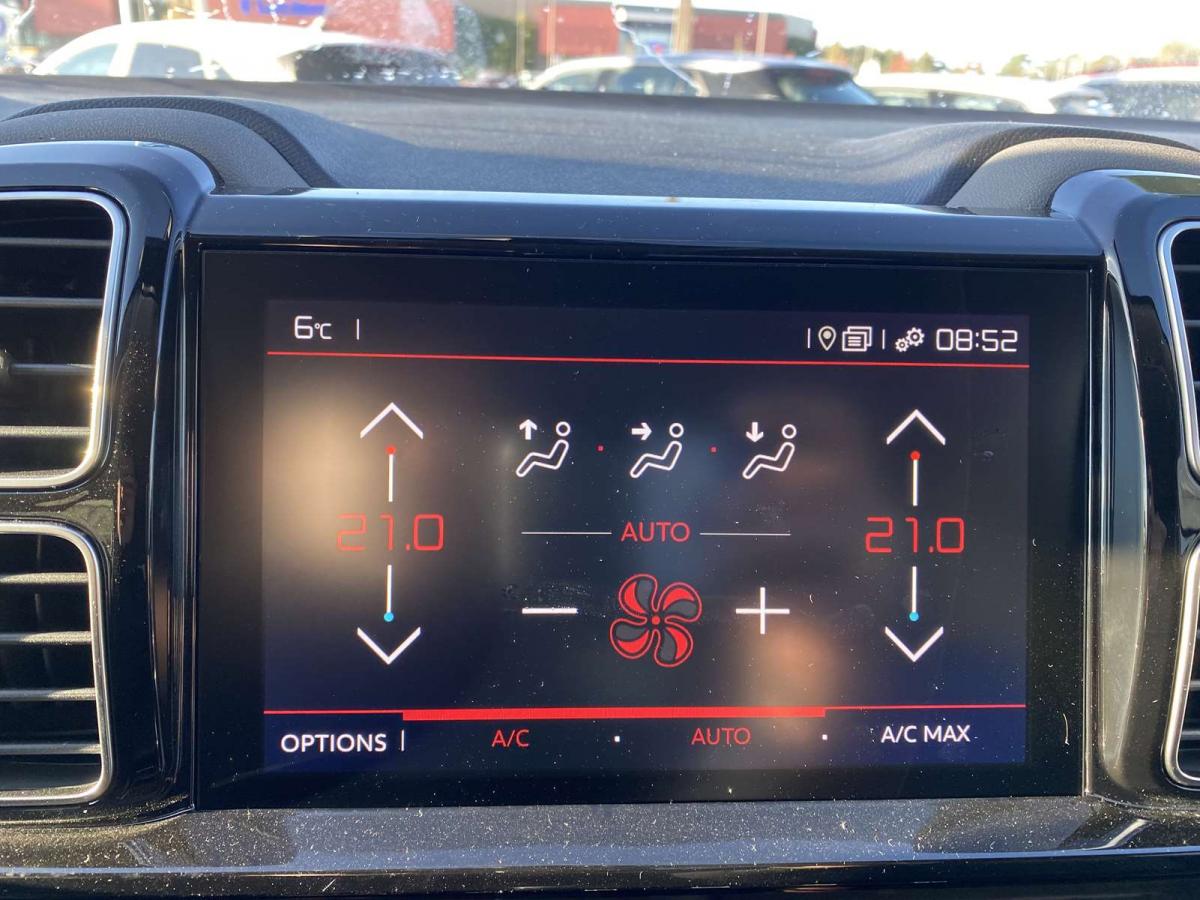 6°C | 08:52
21.0 AUTO 21.0
OPTIONS | A/C · AUTO · A/C MAX